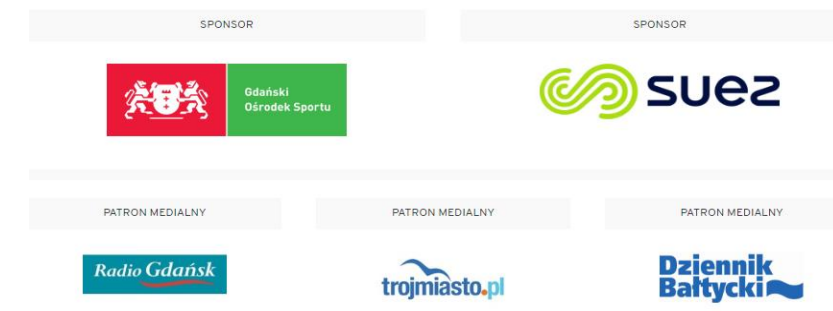 SPONSOR
SPONSOR
Gdański
Ośrodek Sportu
suez
PATRON MEDIALNY
PATRON MEDIALNY
PATRON MEDIALNY
Radio Gdańsk
trojmiasto.pl
Dziennik
Bałtycki